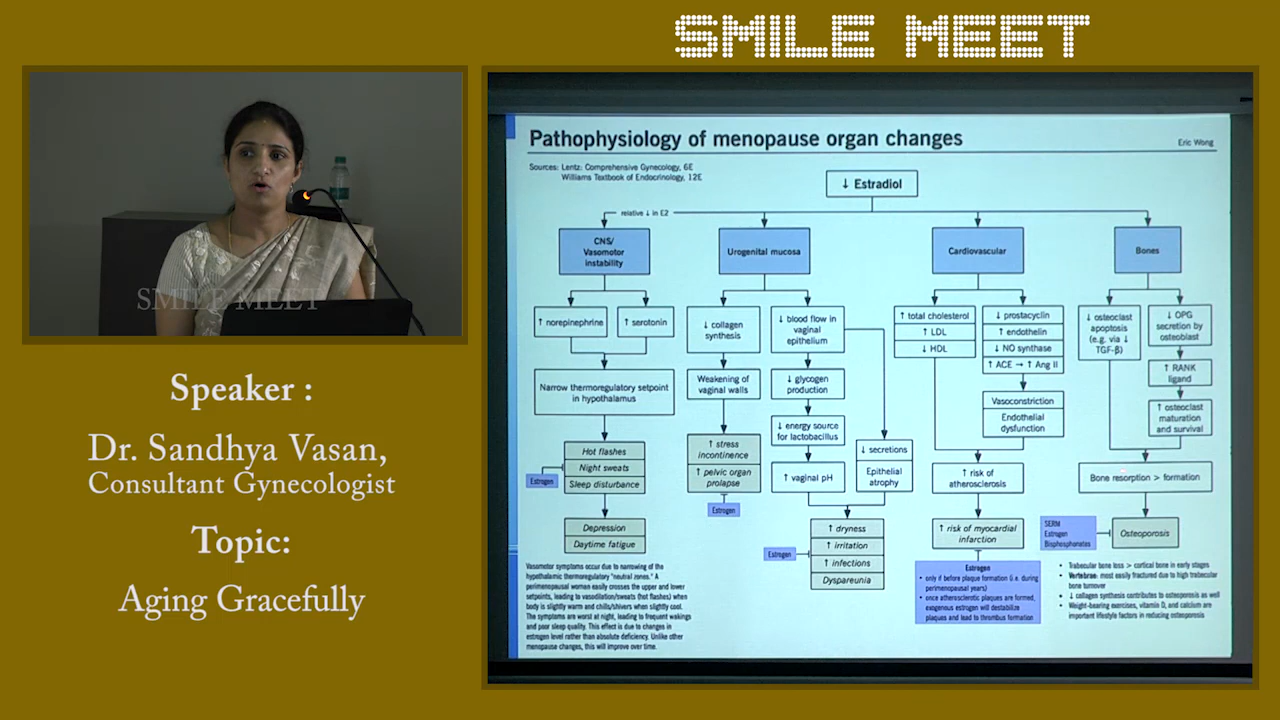 SMILE MEET
SMILE MEET
Speaker :
Dr. Sandhya Vasan,
Consultant Gynecologist
Topic:
Aging Gracefully
Pathophysiology of menopause organ changes
Eric Wong
Sources: Lentz: Comprehensive Gynecology, 6E
Williams Textbook of Endocrinology, 12E
↓ Estradiol
relative ↓ in E2
CNS/
Vasomotor
instability
↑ norepinephrine
↑ serotonin
Narrow thermoregulatory setpoint
in hypothalamus
Hot flashes
Night sweats
Sleep disturbance
Estrogen
Depression
Daytime fatigue
Vasomotor symptoms occur due to narrowing of the
hypothalamic thermoregulatory "neutral zones." A
perimenopausal women easily crosses the upper and lower
setpoints, leading to vasodilation/sweats (hot flashes) when
body is slightly warm and chills/shivers when slightly cool.
The symptoms are worst at night, leading to frequent wakings
and poor sleep quality. This effect is due to changes in
estrogen level rather than absolute deficiency. Unlike other
menopause changes, this will improve over time.
Urogenital mucosa
↓ collagen
synthesis
Weakening of
vaginal walls
↑ stress
incontinence
↑ pelvic organ
prolapse
Estrogen
↓ blood flow in
vaginal
epithelium
↓ glycogen
production
↓ energy source
for lactobacillus
↑ vaginal pH
↓ secretions
Epithelial
atrophy
Estrogen
↑ dryness
↑ irritation
↑ infections
Dyspareunia
Cardiovascular
↑ total cholesterol
↑ LDL
↓ HDL
↓ prostacyclin
↑ endothelin
↓ NO synthase
↑ ACE → ↑ Ang II
Vasoconstriction
Endothelial
dysfunction
↑ risk of
atherosclerosis
↑ risk of myocardial
infarction
Estrogen
• only if before plaque formation (i.e. during
perimenopausal years)
• once atherosclerotic plaques are formed,
exogenous estrogen will destabilize
plaques and lead to thrombus formation
Bones
↓ osteoclast
apoptosis
(e.g. via ↓
TGF-β)
↓ OPG
secretion by
osteoblast
↑ RANK
ligand
↑ osteoclast
maturation
and survival
Bone resorption > formation
SERM
Estrogen
Bisphosphonates
Osteoporosis
• Trabecular bone loss > cortical bone in early stages
• Vertebrae: most easily fractured due to high trabecular
bone turnover
• ↓ collagen synthesis contributes to osteoporosis as well
• Weight-bearing exercises, vitamin D, and calcium are
important lifestyle factors in reducing osteoporosis